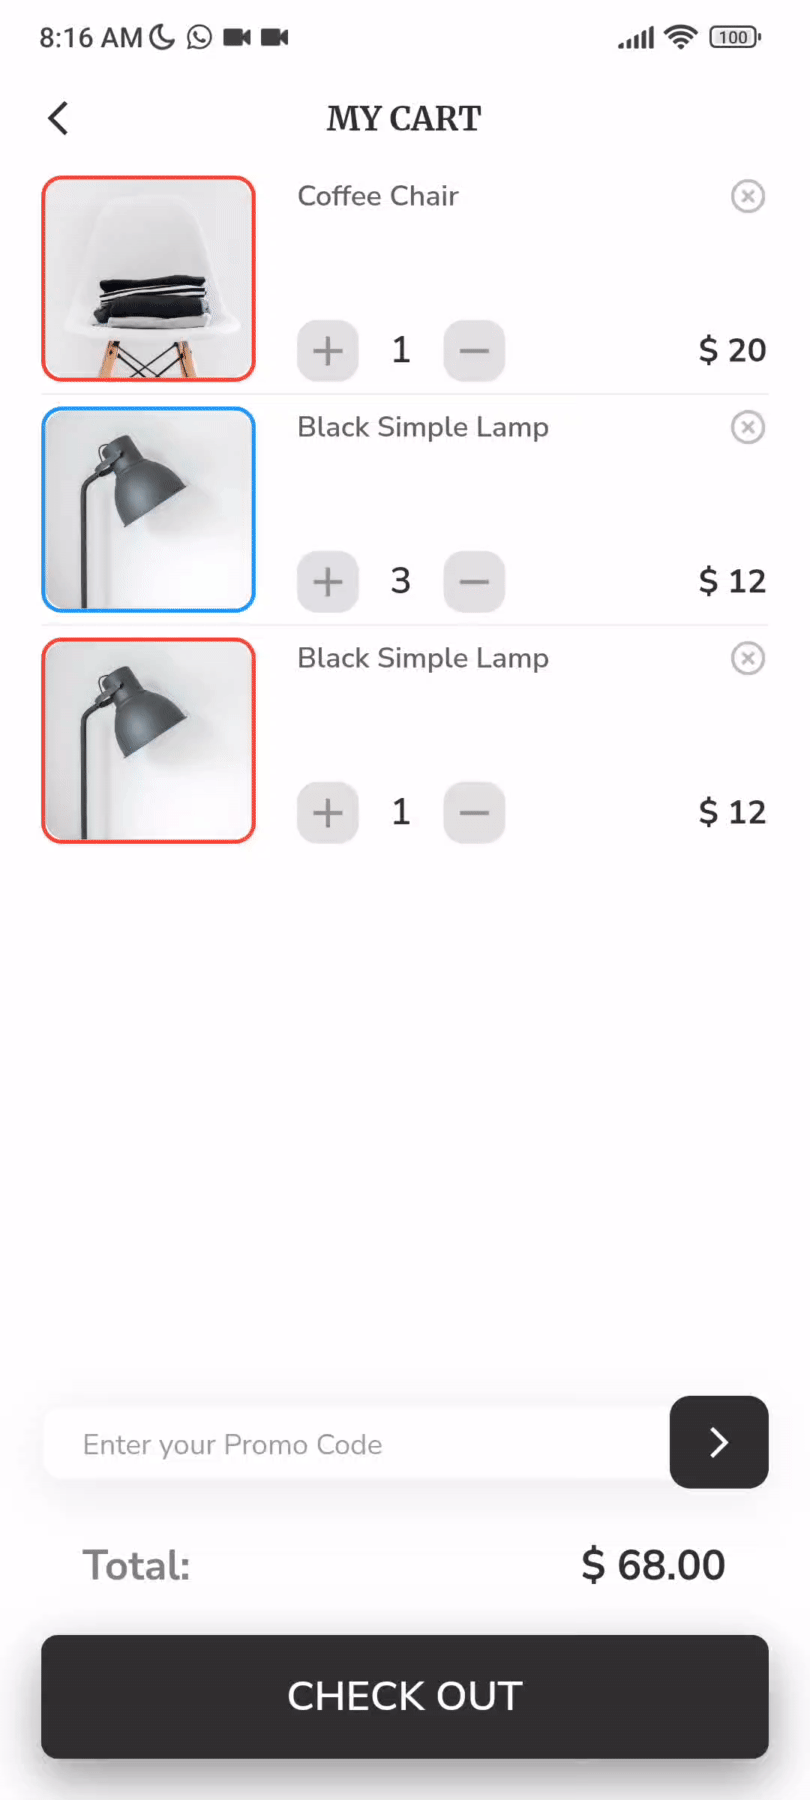 8:16 AM 100
MY CART
Coffee Chair
1 $ 20
Black Simple Lamp
3 $ 12
Black Simple Lamp
1 $ 12
Enter your Promo Code
Total: $ 68.00
CHECK OUT